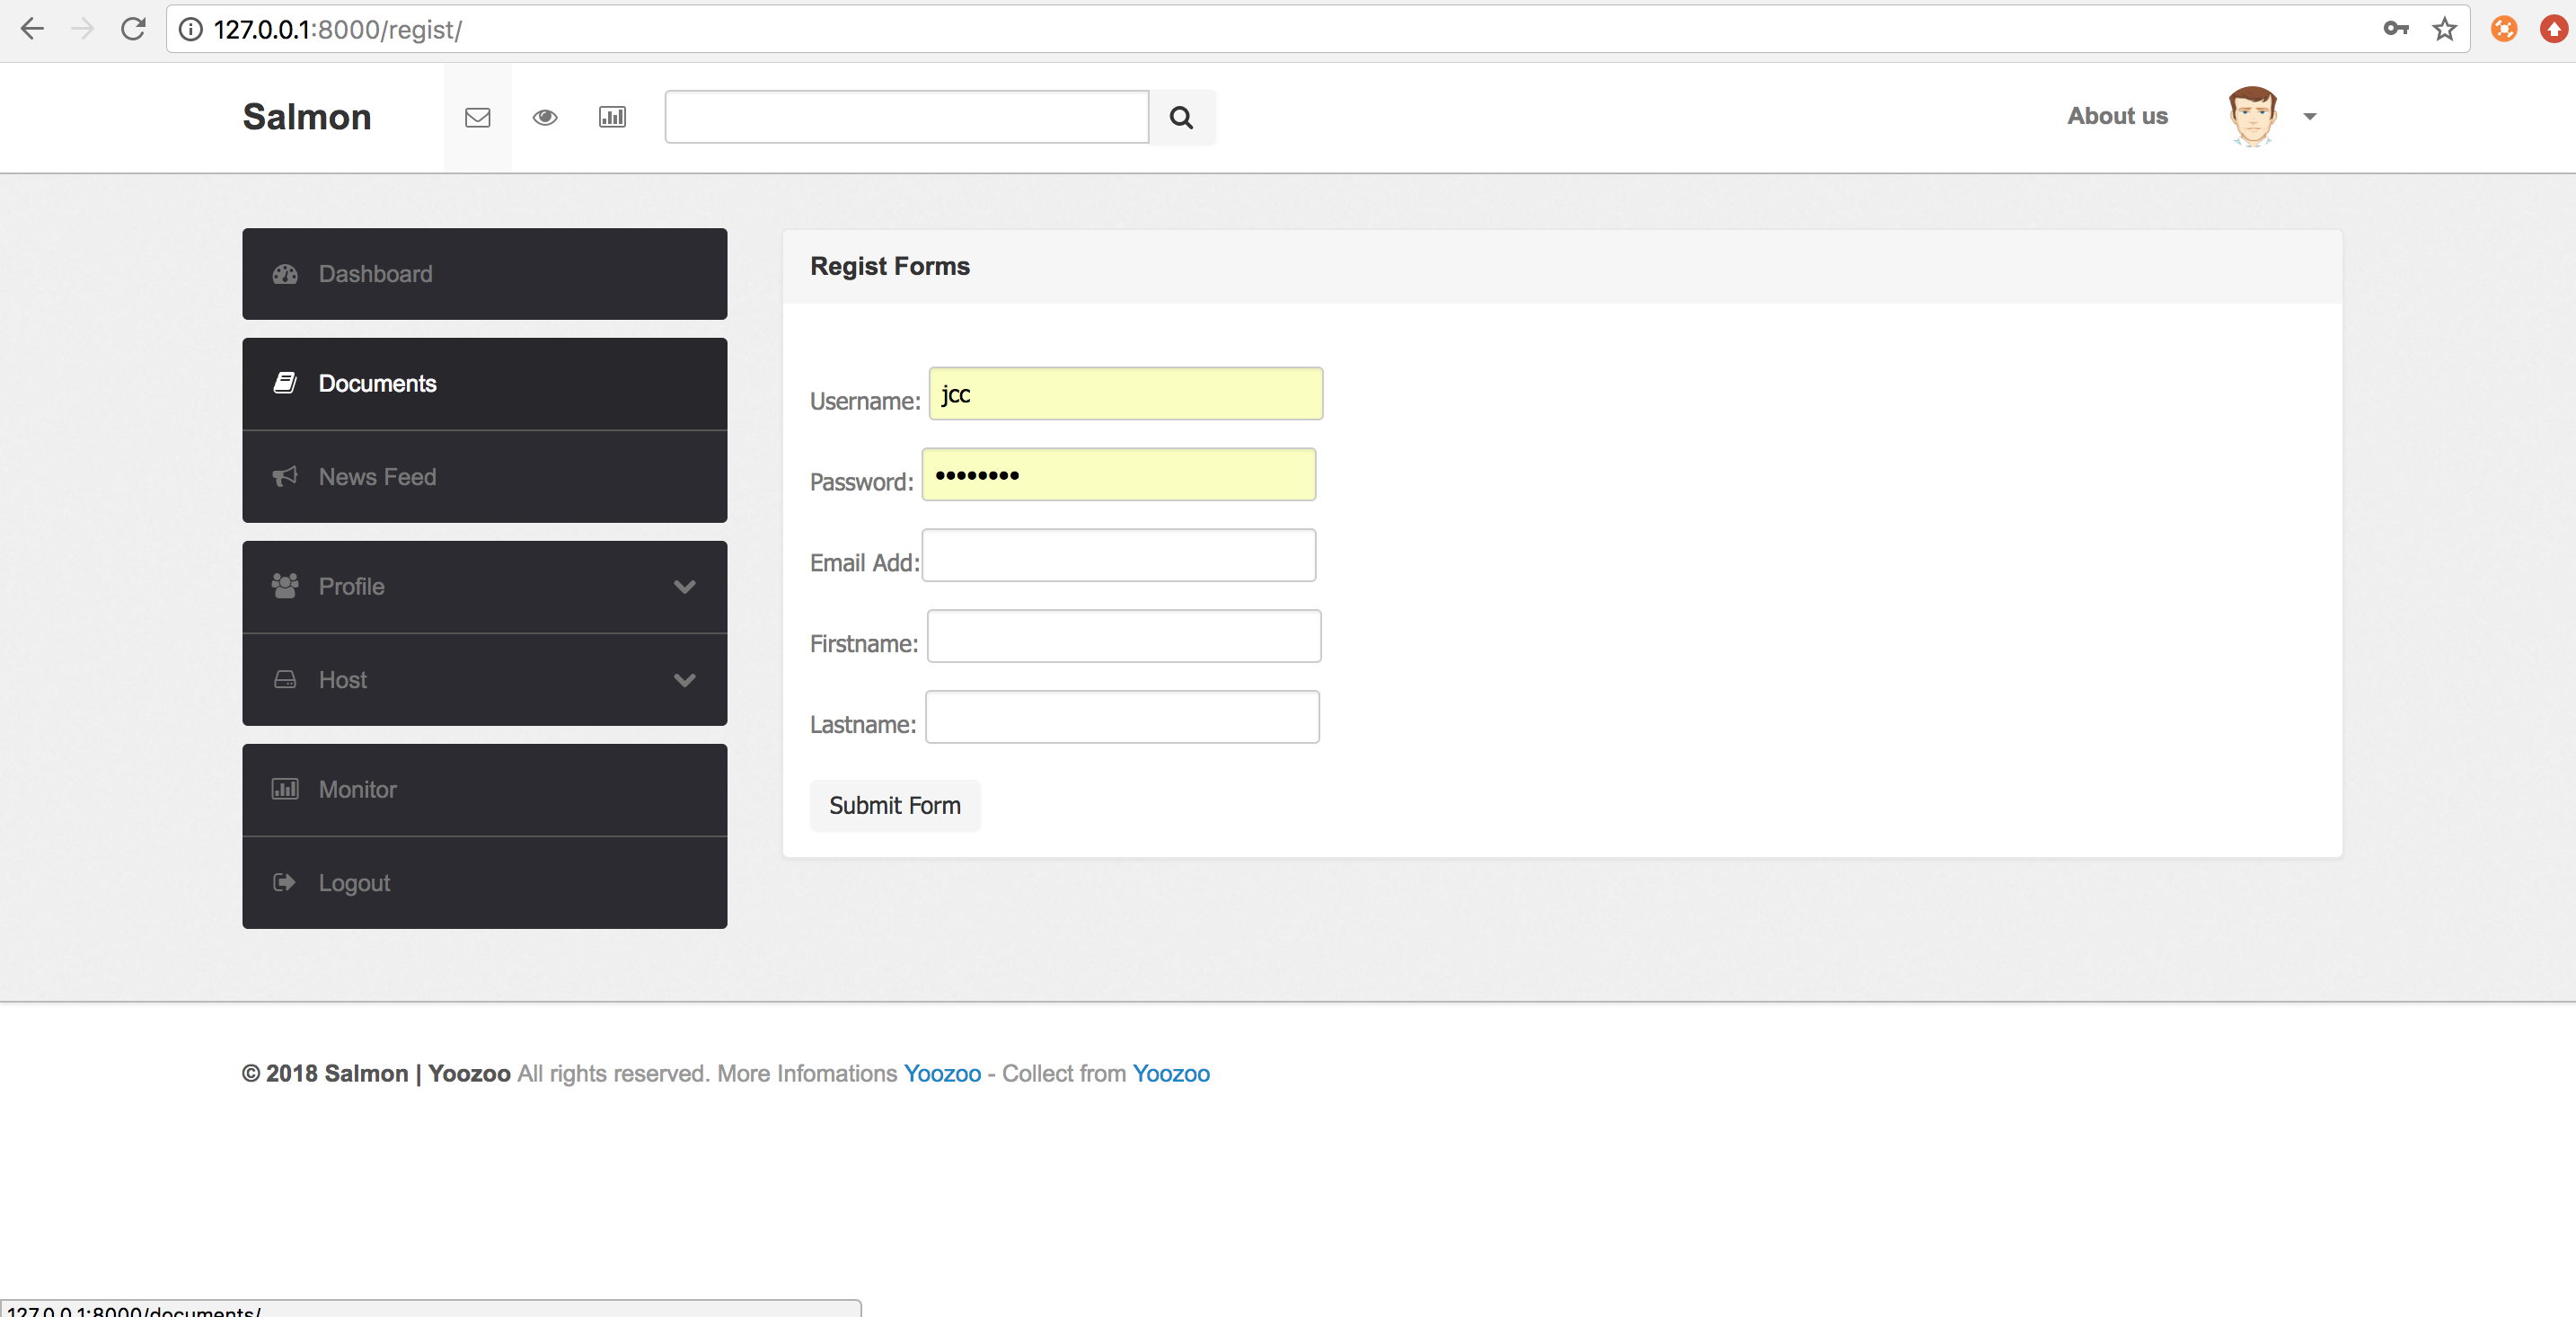 127.0.0.1:8000/regist/
Salmon
About us
Dashboard
Documents
News Feed
Profile
Host
Monitor
Logout
Regist Forms
Username: jcc
Password: ••••••••
Email Add:
Firstname:
Lastname:
Submit Form
© 2018 Salmon | Yoozoo All rights reserved. More Infomations Yoozoo - Collect from Yoozoo
127.0.0.1:8000/documents/